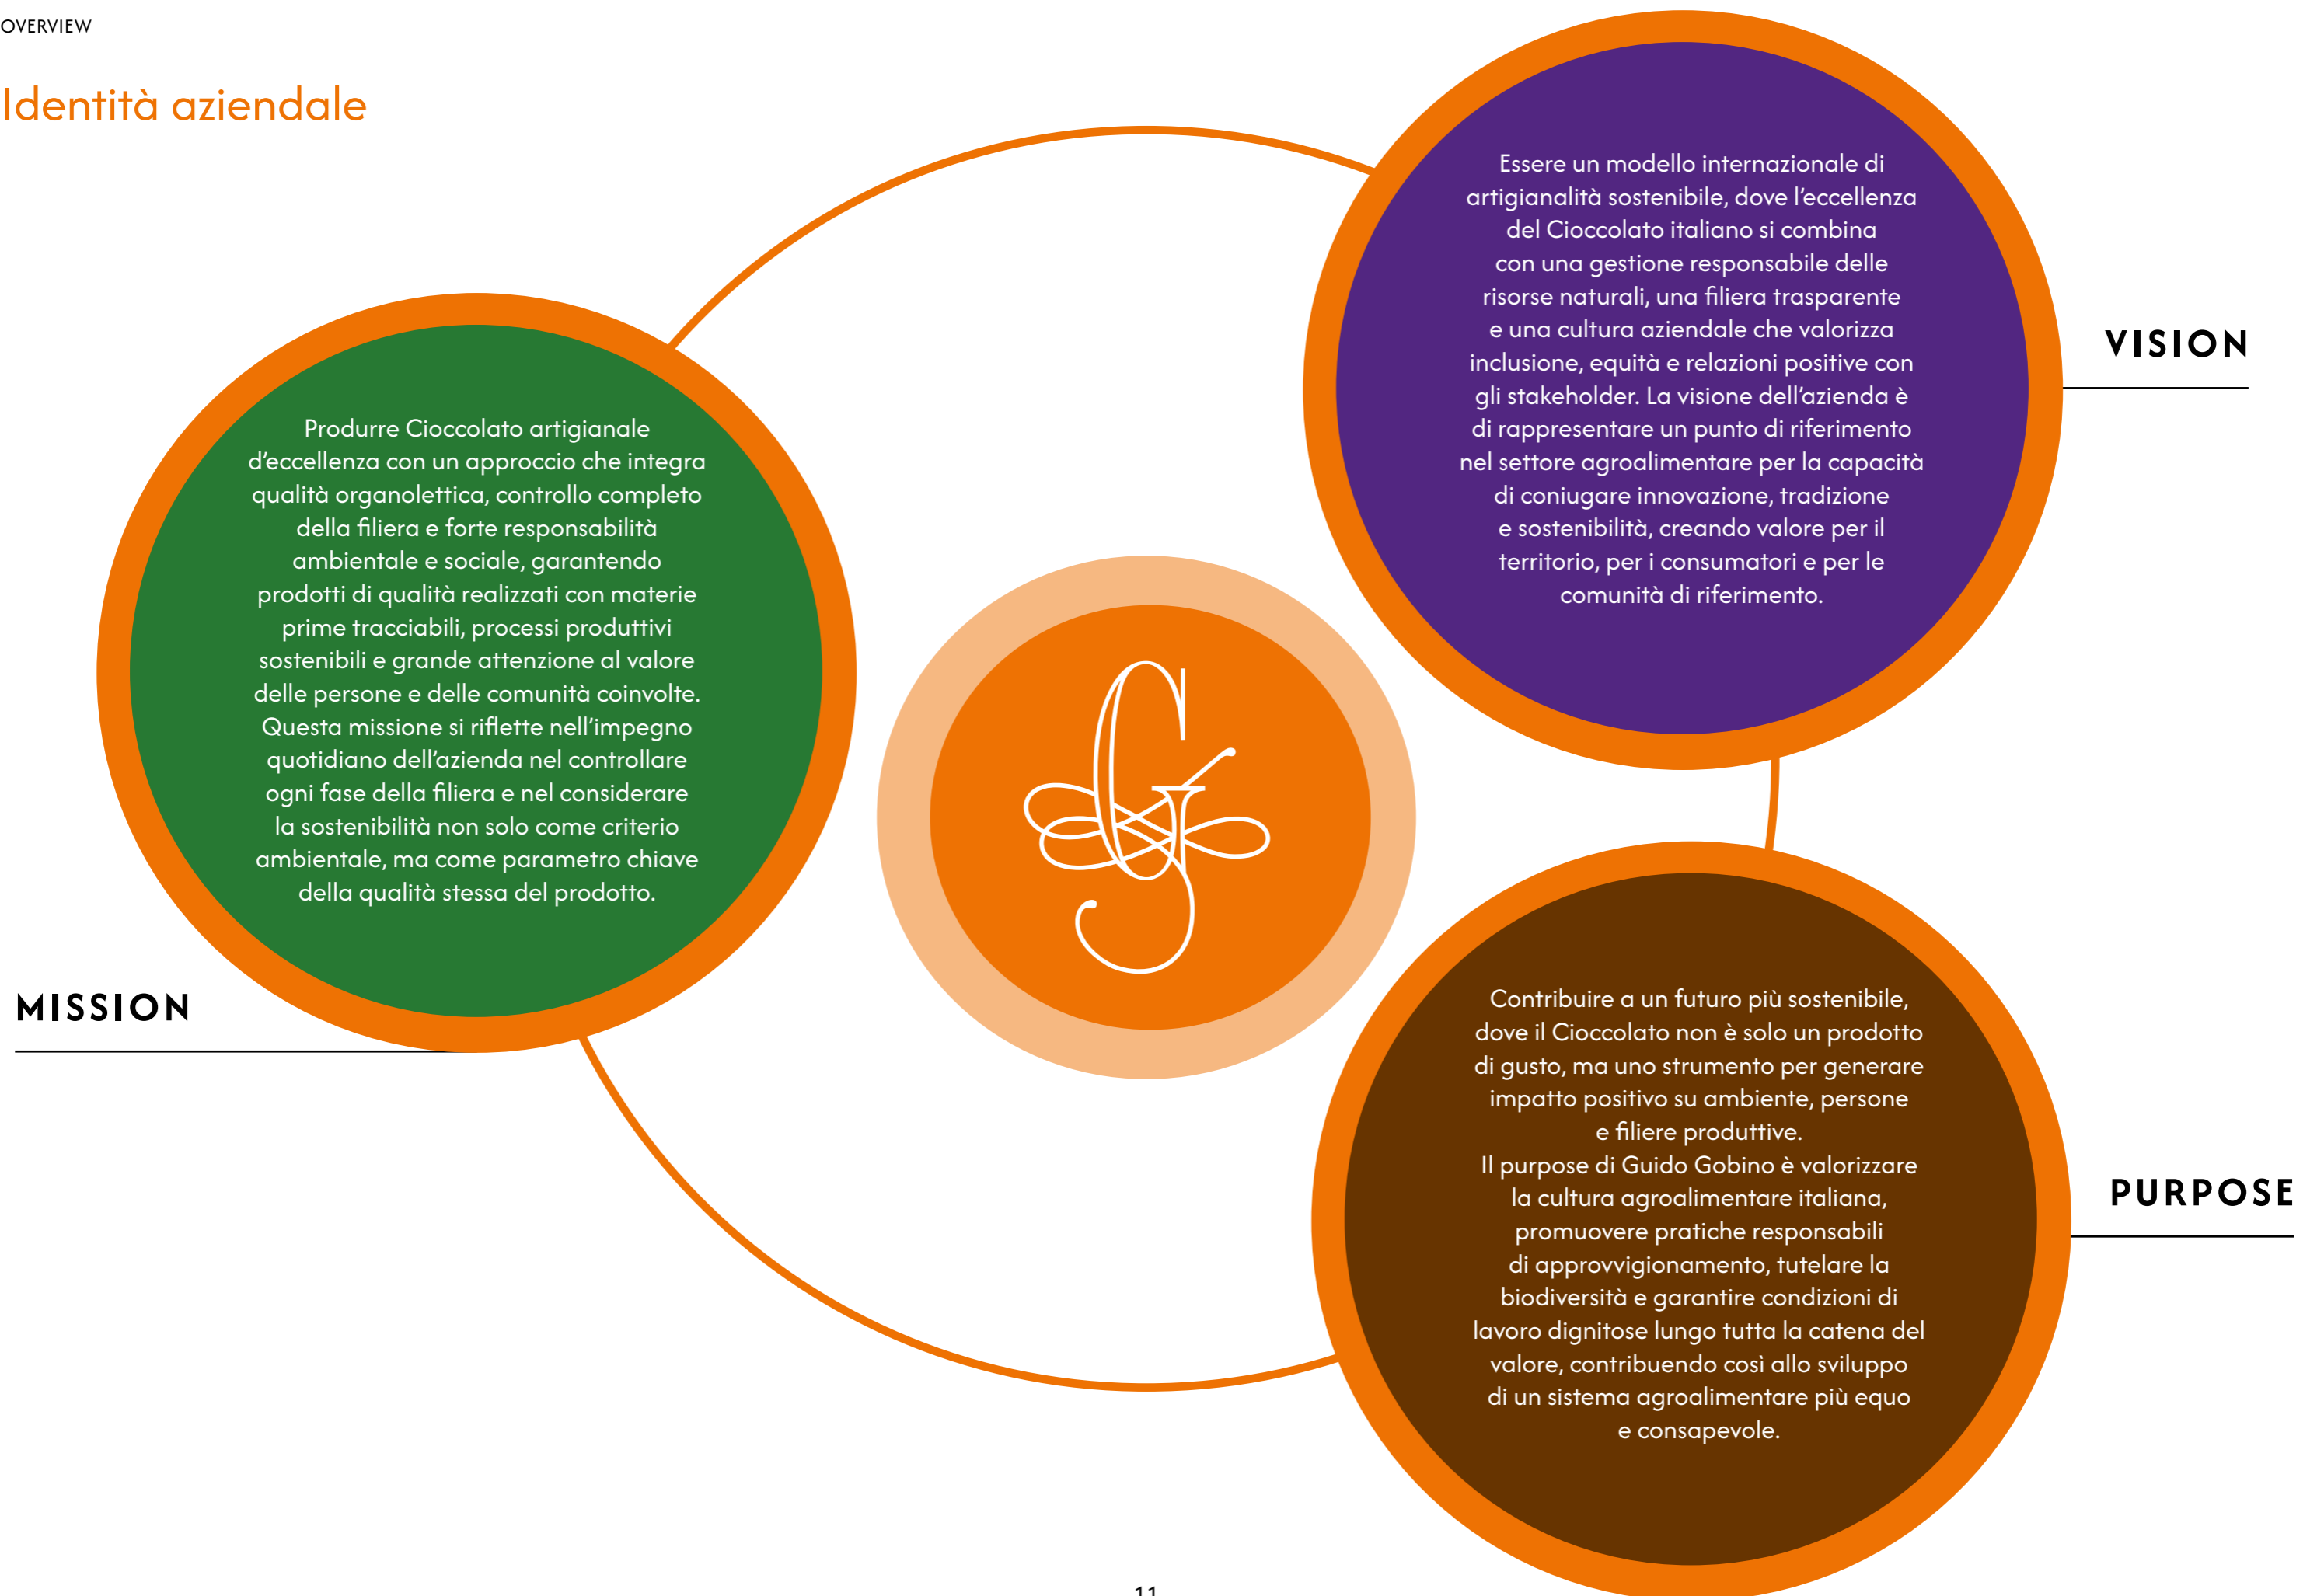 OVERVIEW
Identità aziendale
Produrre Cioccolato artigianale
d’eccellenza con un approccio che integra
qualità organolettica, controllo completo
della filiera e forte responsabilità
ambientale e sociale, garantendo
prodotti di qualità realizzati con materie
prime tracciabili, processi produttivi
sostenibili e grande attenzione al valore
delle persone e delle comunità coinvolte.
Questa missione si riflette nell’impegno
quotidiano dell’azienda nel controllare
ogni fase della filiera e nel considerare
la sostenibilità non solo come criterio
ambientale, ma come parametro chiave
della qualità stessa del prodotto.
MISSION
Essere un modello internazionale di
artigianalità sostenibile, dove l’eccellenza
del Cioccolato italiano si combina
con una gestione responsabile delle
risorse naturali, una filiera trasparente
e una cultura aziendale che valorizza
inclusione, equità e relazioni positive con
gli stakeholder. La visione dell’azienda è
di rappresentare un punto di riferimento
nel settore agroalimentare per la capacità
di coniugare innovazione, tradizione
e sostenibilità, creando valore per il
territorio, per i consumatori e per le
comunità di riferimento.
VISION
Contribuire a un futuro più sostenibile,
dove il Cioccolato non è solo un prodotto
di gusto, ma uno strumento per generare
impatto positivo su ambiente, persone
e filiere produttive.
Il purpose di Guido Gobino è valorizzare
la cultura agroalimentare italiana,
promuovere pratiche responsabili
di approvvigionamento, tutelare la
biodiversità e garantire condizioni di
lavoro dignitose lungo tutta la catena del
valore, contribuendo così allo sviluppo
di un sistema agroalimentare più equo
e consapevole.
PURPOSE
11